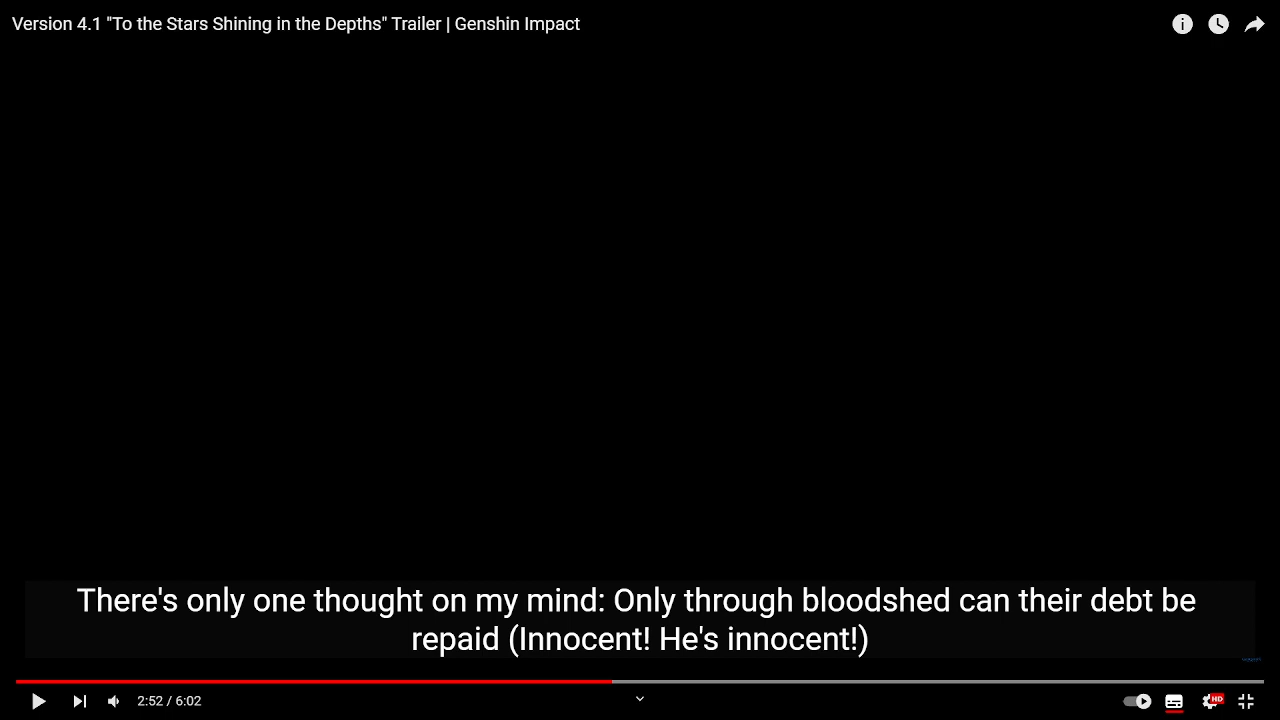 Version 4.1 "To the Stars Shining in the Depths" Trailer | Genshin Impact
There's only one thought on my mind: Only through bloodshed can their debt be
repaid (Innocent! He's innocent!)
2:52 / 6:02
HD